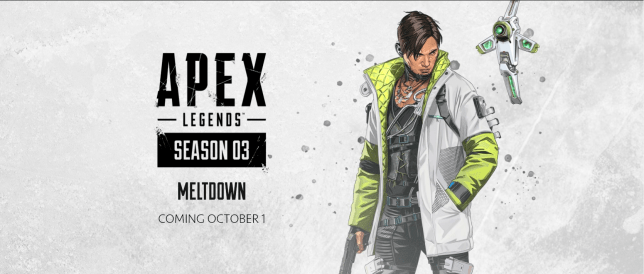 APEX
LEGENDS™
SEASON 03
MELTDOWN
COMING OCTOBER 1